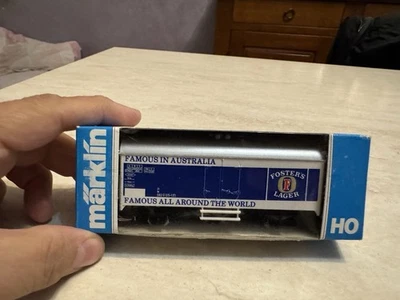 märklin
FAMOUS IN AUSTRALIA
FOSTER'S
LAGER
FAMOUS ALL AROUND THE WORLD
HO